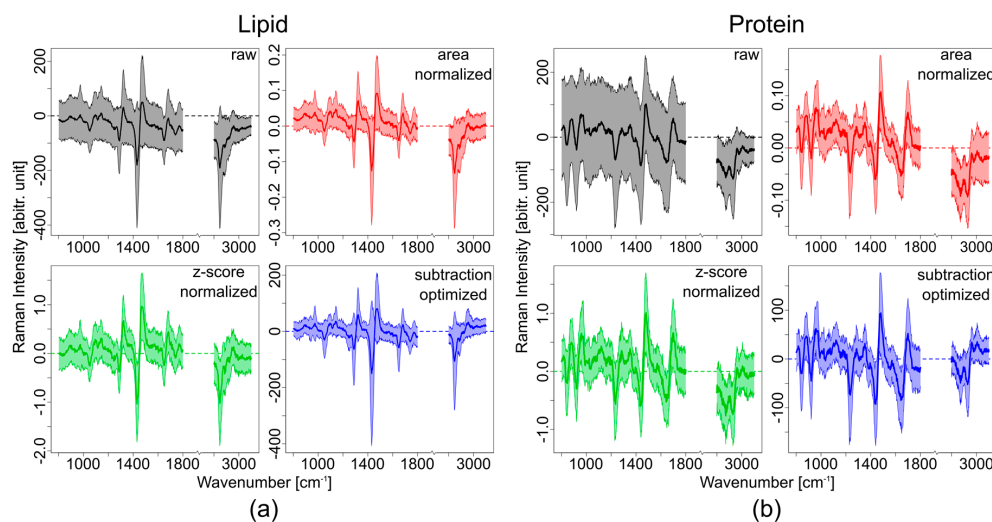 Lipid
Protein
raw
area
normalized
200
0
-200
-400
1000
1400
1800
3000
0.2
0.1
0.0
-0.1
-0.3
1000
1400
1800
3000
z-score
normalized
1.0
0.0
-1.0
-2.0
1000
1400
1800
3000
subtraction
optimized
200
0
-200
-400
1000
1400
1800
3000
Raman Intensity [abitr. unit]
Wavenumber [cm⁻¹]
(a)
raw
area
normalized
200
0
-200
1000
1400
1800
3000
0.10
0.00
-0.10
1000
1400
1800
3000
z-score
normalized
1.0
0.0
-1.0
1000
1400
1800
3000
subtraction
optimized
100
0
-100
1000
1400
1800
3000
Raman Intensity [abitr. unit]
Wavenumber [cm⁻¹]
(b)